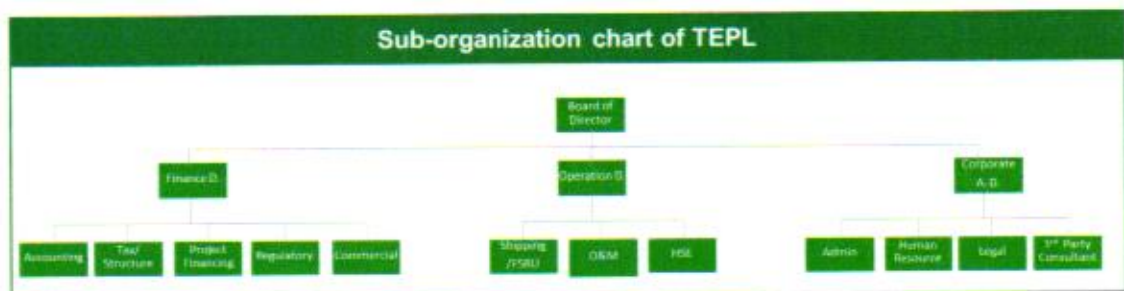 Sub-organization chart of TEPL
Board of
Director
Finance D.
Operation D.
Corporate
A. D.
Accounting
Tax/
Structure
Project
Financing
Regulatory
Commercial
Shipping
/FSRU
O&M
HSE
Admin
Human
Resource
Legal
3rd Party
Consultant